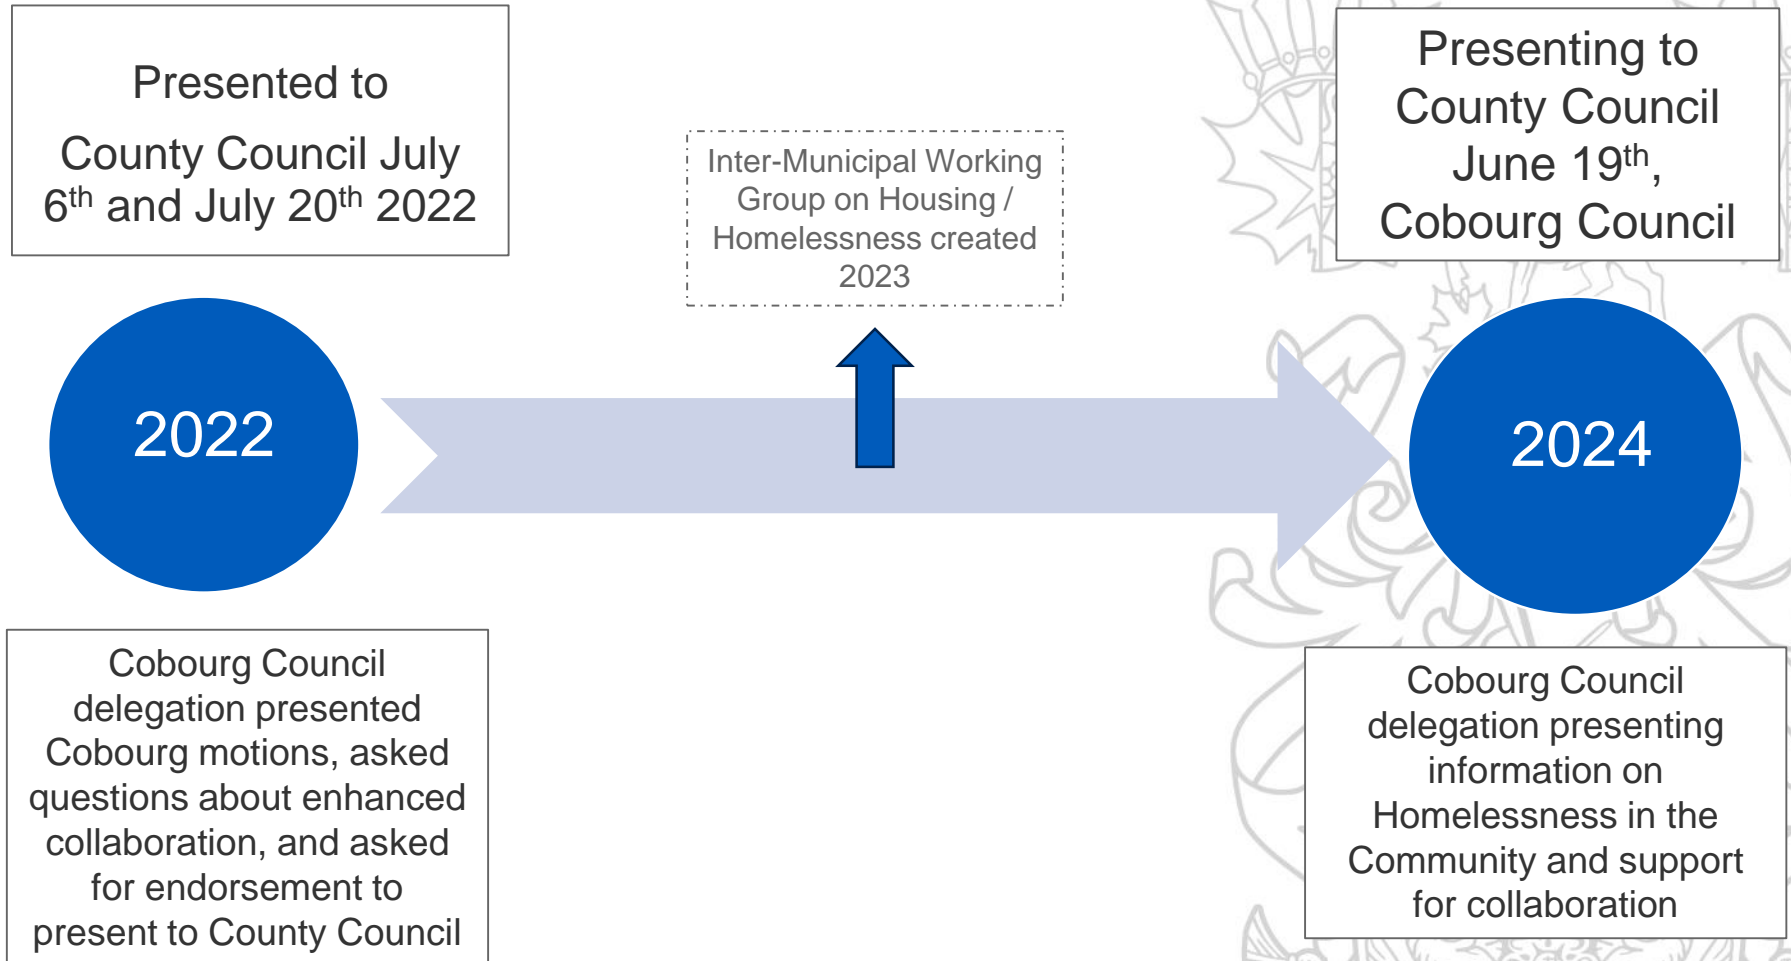 Presented to
County Council July
6th and July 20th 2022
Inter-Municipal Working
Group on Housing /
Homelessness created
2023
Presenting to
County Council
June 19th,
Cobourg Council
2022
2024
Cobourg Council
delegation presented
Cobourg motions, asked
questions about enhanced
collaboration, and asked
for endorsement to
present to County Council
Cobourg Council
delegation presenting
information on
Homelessness in the
Community and support
for collaboration